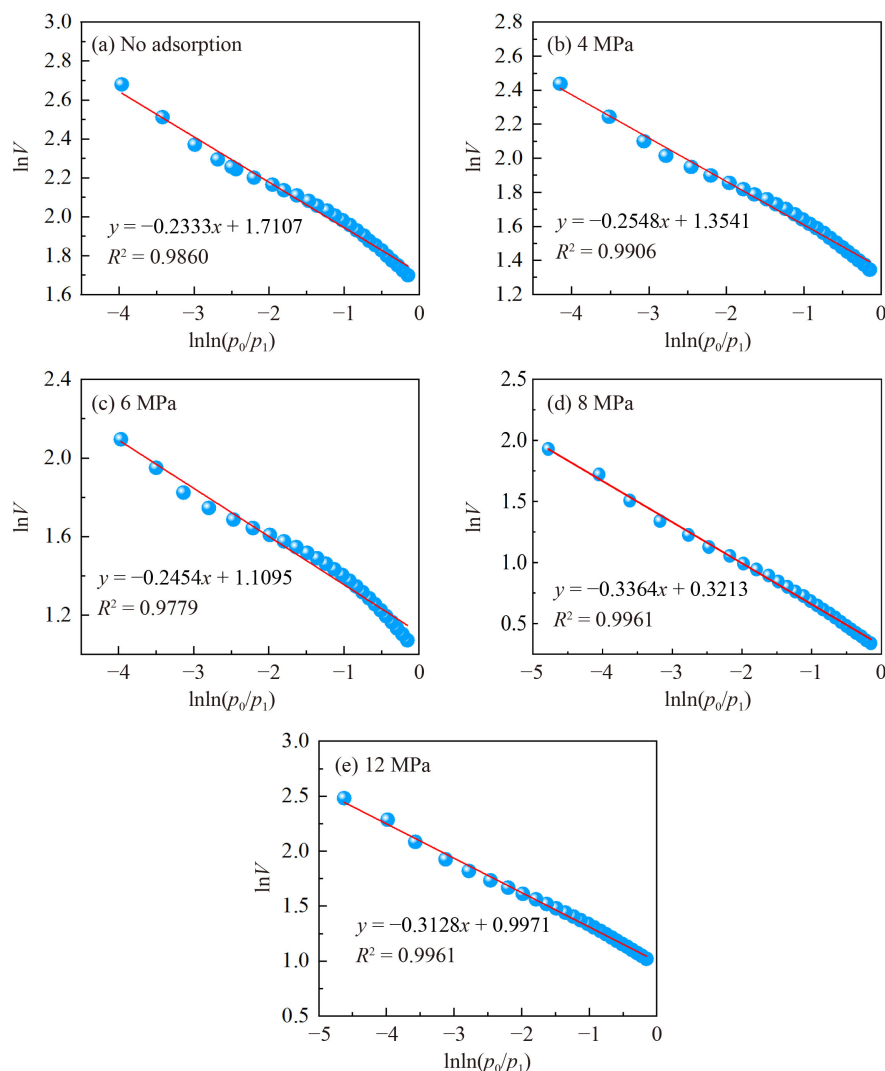 (a) No adsorption
3.0
2.8
2.6
2.4
2.2
2.0
1.8
1.6
lnV
y = −0.2333x + 1.7107
R² = 0.9860
−4 −3 −2 −1 0
lnln(p₀/p₁)
(b) 4 MPa
2.8
2.6
2.4
2.2
2.0
1.8
1.6
1.4
1.2
lnV
y = −0.2548x + 1.3541
R² = 0.9906
−4 −3 −2 −1 0
lnln(p₀/p₁)
(c) 6 MPa
2.4
2.0
1.6
1.2
lnV
y = −0.2454x + 1.1095
R² = 0.9779
−4 −3 −2 −1 0
lnln(p₀/p₁)
(d) 8 MPa
2.5
2.0
1.5
1.0
0.5
lnV
y = −0.3364x + 0.3213
R² = 0.9961
−5 −4 −3 −2 −1 0
lnln(p₀/p₁)
(e) 12 MPa
3.0
2.5
2.0
1.5
1.0
0.5
lnV
y = −0.3128x + 0.9971
R² = 0.9961
−5 −4 −3 −2 −1 0
lnln(p₀/p₁)